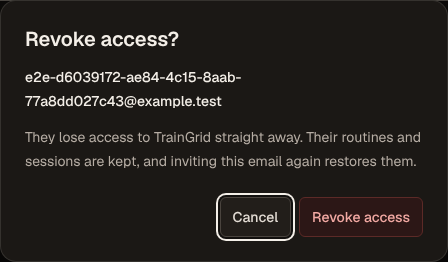 Revoke access?
e2e-d6039172-ae84-4c15-8aab-
77a8dd027c43@example.test
They lose access to TrainGrid straight away. Their routines and
sessions are kept, and inviting this email again restores them.
Cancel
Revoke access